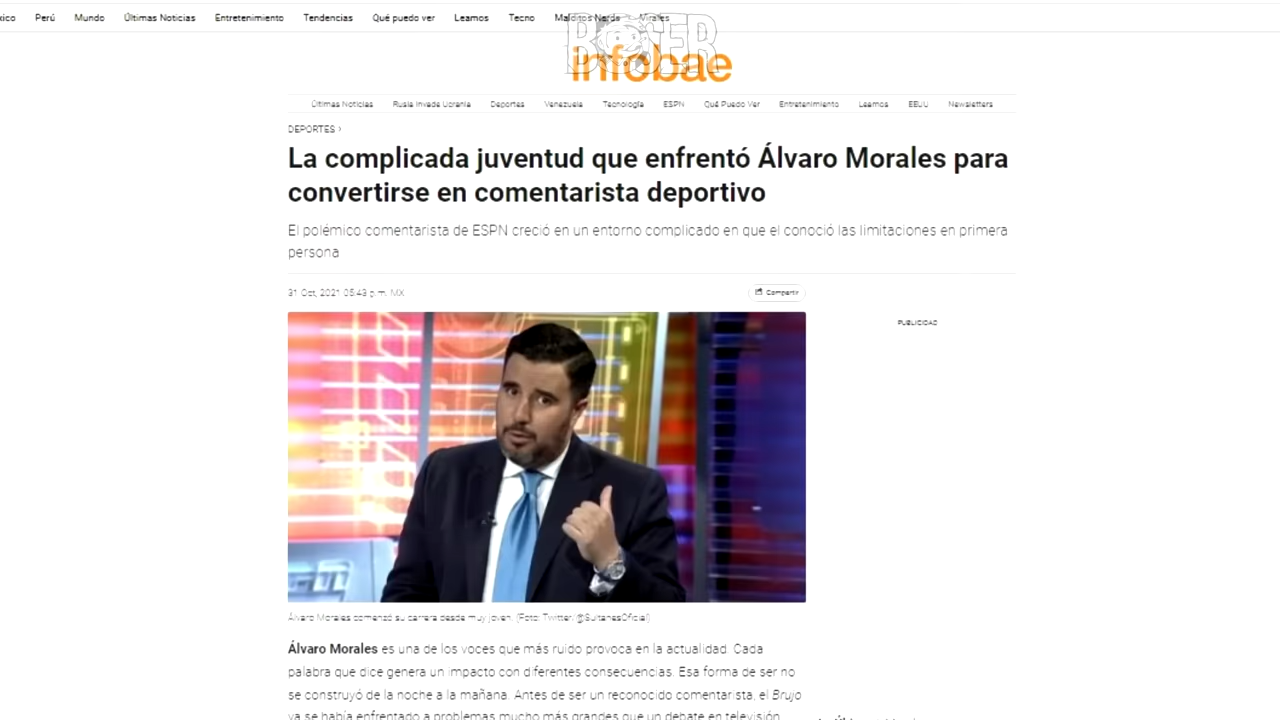 xico Perú Mundo Últimas Noticias Entretenimiento Tendencias Qué puedo ver Leamos Tecno Malditos Nerds Virales
BOSER
infobae
Últimas Noticias Rusia Invade Ucrania Deportes Venezuela Tecnología ESPN Qué Puedo Ver Entretenimiento Leamos EEUU Newsletters
DEPORTES ›
La complicada juventud que enfrentó Álvaro Morales para
convertirse en comentarista deportivo
El polémico comentarista de ESPN creció en un entorno complicado en que el conoció las limitaciones en primera
persona
31 Oct, 2021 05:43 p.m. MX
Compartir
PUBLICIDAD
Álvaro Morales comenzó su carrera desde muy joven. (Foto: Twitter/@SultanesOficial)
Álvaro Morales es una de los voces que más ruido provoca en la actualidad. Cada
palabra que dice genera un impacto con diferentes consecuencias. Esa forma de ser no
se construyó de la noche a la mañana. Antes de ser un reconocido comentarista, el Brujo
ya se había enfrentado a problemas mucho más grandes que un debate en televisión.